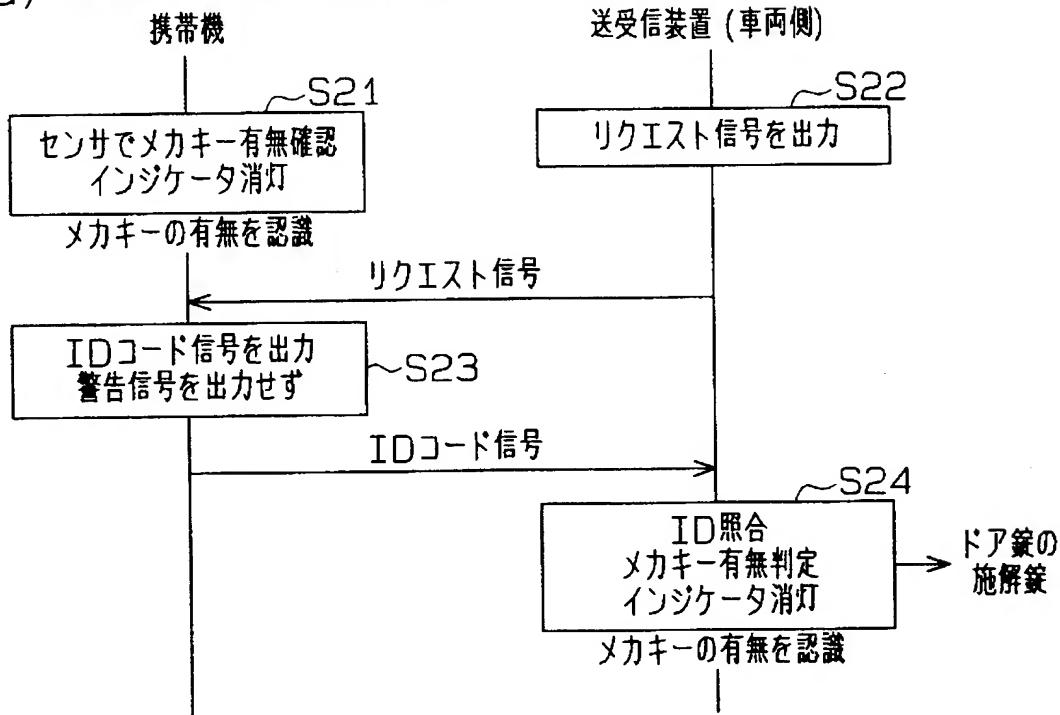 携帯機
送受信装置(車両側)
S21
センサでメカキー有無確認
インジケータ消灯
メカキーの有無を認識
S22
リクエスト信号を出力
リクエスト信号
IDコード信号を出力
警告信号を出力せず
S23
IDコード信号
S24
ID照合
メカキー有無判定
インジケータ消灯
メカキーの有無を認識
ドア錠の
施解錠